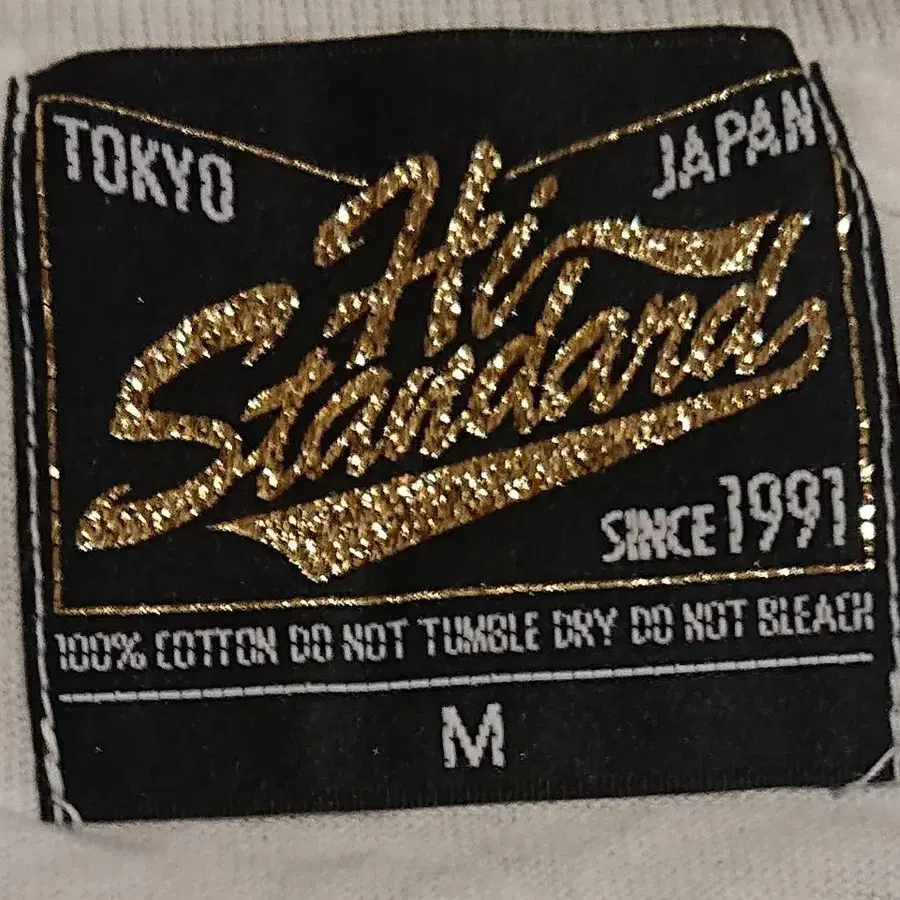 TOKYO
JAPAN
Hi
Standard
SINCE 1991
100% COTTON DO NOT TUMBLE DRY DO NOT BLEACH
M